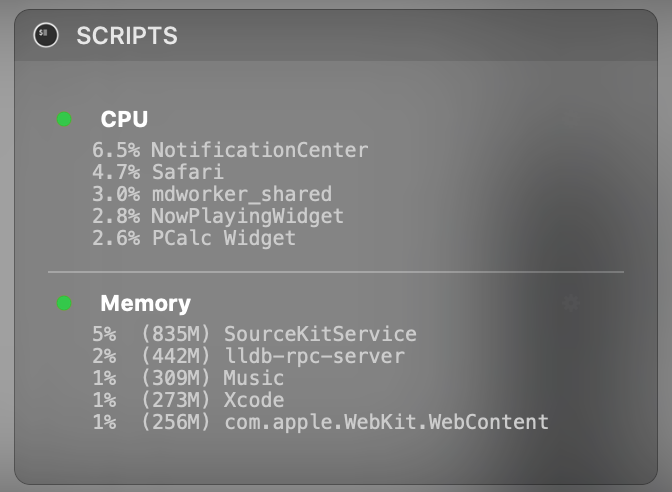 $
SCRIPTS
CPU
6.5% NotificationCenter
4.7% Safari
3.0% mdworker_shared
2.8% NowPlayingWidget
2.6% PCalc Widget
Memory
5% (835M) SourceKitService
2% (442M) lldb-rpc-server
1% (309M) Music
1% (273M) Xcode
1% (256M) com.apple.WebKit.WebContent